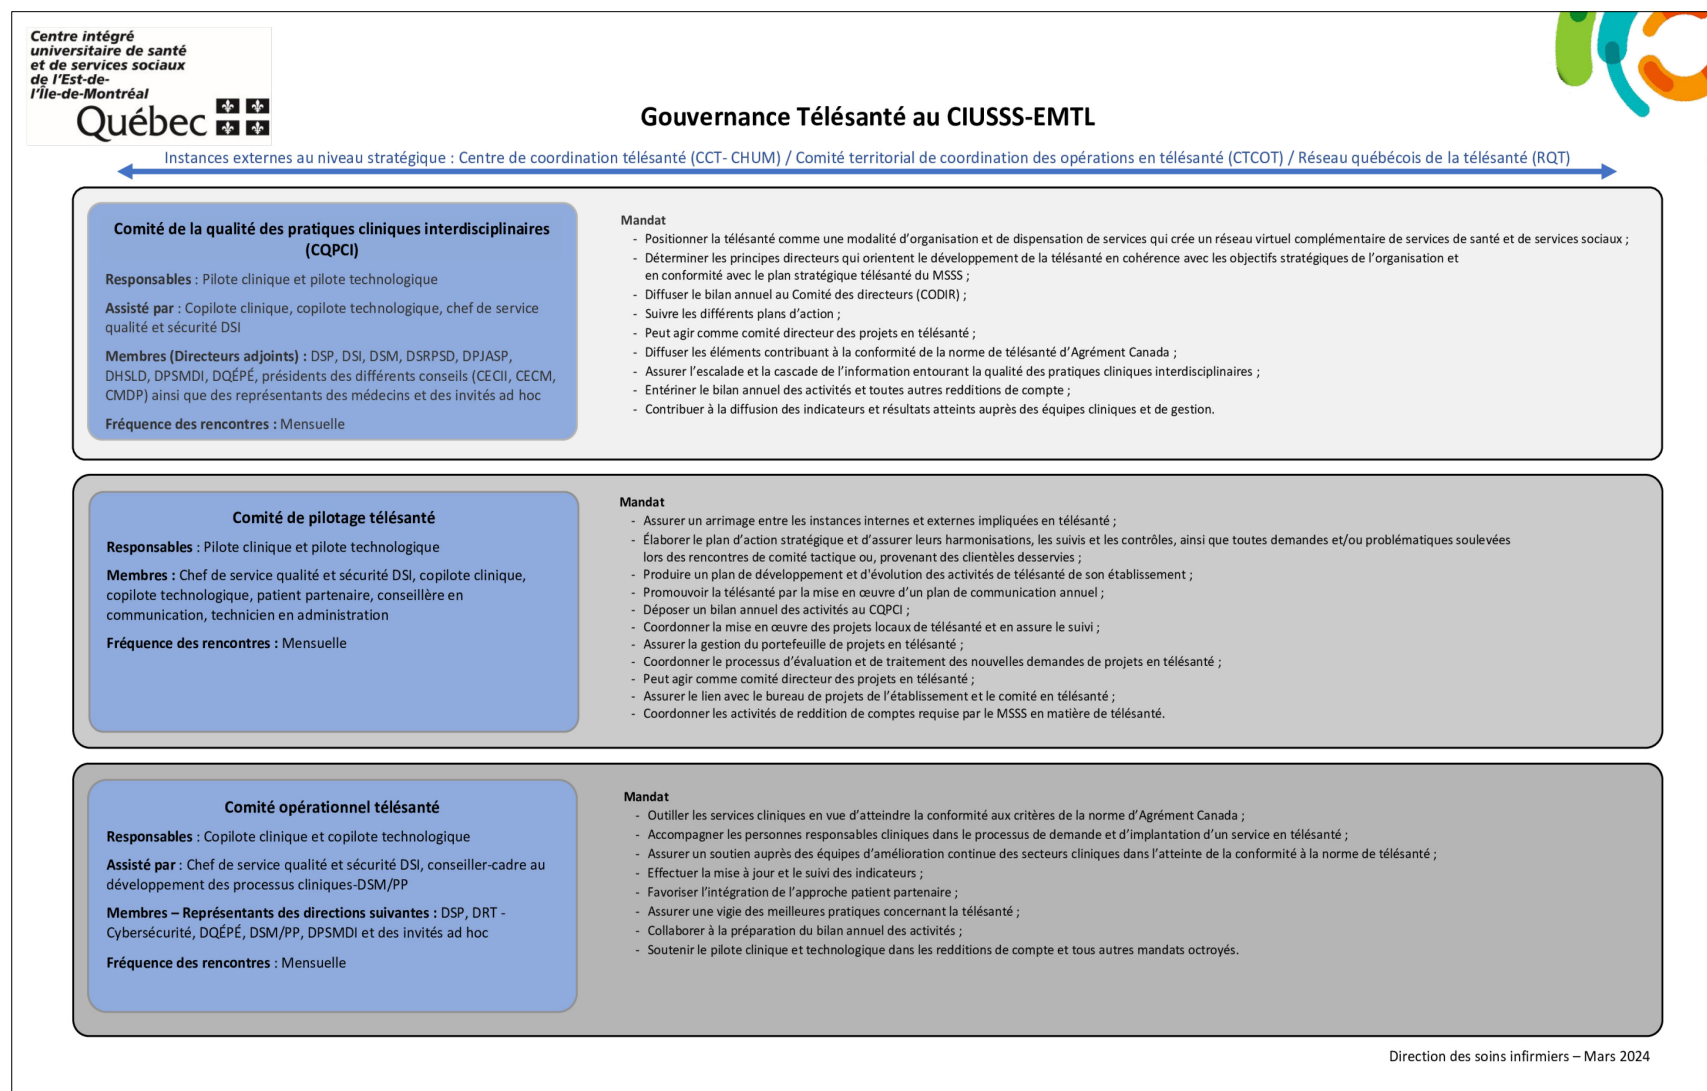 Centre intégré
universitaire de santé
et de services sociaux
de l'Est-de-
l'Île-de-Montréal
Québec
Gouvernance Télésanté au CIUSSS-EMTL
Instances externes au niveau stratégique : Centre de coordination télésanté (CCT- CHUM) / Comité territorial de coordination des opérations en télésanté (CTCOT) / Réseau québécois de la télésanté (RQT)
Comité de la qualité des pratiques cliniques interdisciplinaires
(CQPCI)
Responsables : Pilote clinique et pilote technologique
Assisté par : Copilote clinique, copilote technologique, chef de service
qualité et sécurité DSI
Membres (Directeurs adjoints) : DSP, DSI, DSM, DSRPSD, DPJASP,
DHSLD, DPSMDI, DQÉPÉ, présidents des différents conseils (CECII, CECM,
CMDP) ainsi que des représentants des médecins et des invités ad hoc
Fréquence des rencontres : Mensuelle
Mandat
- Positionner la télésanté comme une modalité d'organisation et de dispensation de services qui crée un réseau virtuel complémentaire de services de santé et de services sociaux ;
- Déterminer les principes directeurs qui orientent le développement de la télésanté en cohérence avec les objectifs stratégiques de l'organisation et
en conformité avec le plan stratégique télésanté du MSSS ;
- Diffuser le bilan annuel au Comité des directeurs (CODIR) ;
- Suivre les différents plans d'action ;
- Peut agir comme comité directeur des projets en télésanté ;
- Diffuser les éléments contribuant à la conformité de la norme de télésanté d'Agrément Canada ;
- Assurer l'escalade et la cascade de l'information entourant la qualité des pratiques cliniques interdisciplinaires ;
- Entériner le bilan annuel des activités et toutes autres redditions de compte ;
- Contribuer à la diffusion des indicateurs et résultats atteints auprès des équipes cliniques et de gestion.
Comité de pilotage télésanté
Responsables : Pilote clinique et pilote technologique
Membres : Chef de service qualité et sécurité DSI, copilote clinique,
copilote technologique, patient partenaire, conseillère en
communication, technicien en administration
Fréquence des rencontres : Mensuelle
Mandat
- Assurer un arrimage entre les instances internes et externes impliquées en télésanté ;
- Élaborer le plan d'action stratégique et d'assurer leurs harmonisations, les suivis et les contrôles, ainsi que toutes demandes et/ou problématiques soulevées
lors des rencontres de comité tactique ou, provenant des clientèles desservies ;
- Produire un plan de développement et d'évolution des activités de télésanté de son établissement ;
- Promouvoir la télésanté par la mise en œuvre d'un plan de communication annuel ;
- Déposer un bilan annuel des activités au CQPCI ;
- Coordonner la mise en œuvre des projets locaux de télésanté et en assure le suivi ;
- Assurer la gestion du portefeuille de projets en télésanté ;
- Coordonner le processus d'évaluation et de traitement des nouvelles demandes de projets en télésanté ;
- Peut agir comme comité directeur des projets en télésanté ;
- Assurer le lien avec le bureau de projets de l'établissement et le comité en télésanté ;
- Coordonner les activités de reddition de comptes requise par le MSSS en matière de télésanté.
Comité opérationnel télésanté
Responsables : Copilote clinique et copilote technologique
Assisté par : Chef de service qualité et sécurité DSI, conseiller-cadre au
développement des processus cliniques-DSM/PP
Membres – Représentants des directions suivantes : DSP, DRT -
Cybersécurité, DQÉPÉ, DSM/PP, DPSMDI et des invités ad hoc
Fréquence des rencontres : Mensuelle
Mandat
- Outiller les services cliniques en vue d'atteindre la conformité aux critères de la norme d'Agrément Canada ;
- Accompagner les personnes responsables cliniques dans le processus de demande et d'implantation d'un service en télésanté ;
- Assurer un soutien auprès des équipes d'amélioration continue des secteurs cliniques dans l'atteinte de la conformité à la norme de télésanté ;
- Effectuer la mise à jour et le suivi des indicateurs ;
- Favoriser l'intégration de l'approche patient partenaire ;
- Assurer une vigie des meilleures pratiques concernant la télésanté ;
- Collaborer à la préparation du bilan annuel des activités ;
- Soutenir le pilote clinique et technologique dans les redditions de compte et tous autres mandats octroyés.
Direction des soins infirmiers – Mars 2024